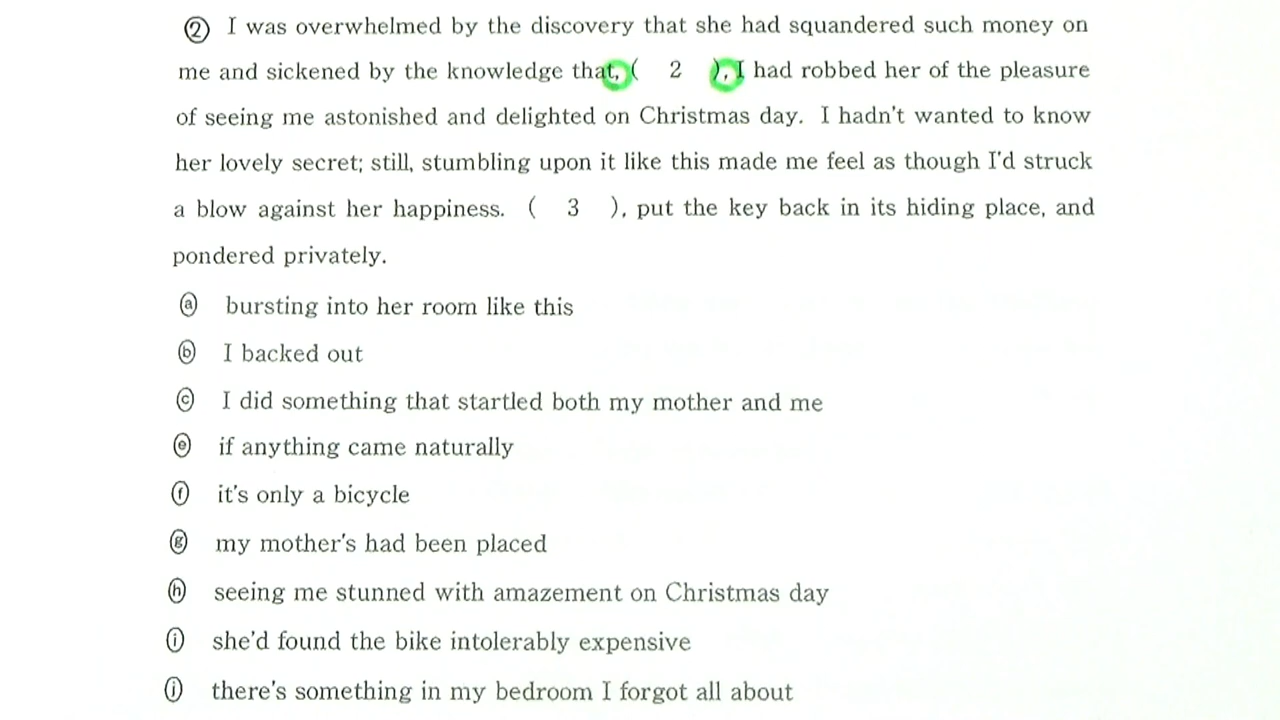 ② I was overwhelmed by the discovery that she had squandered such money on
me and sickened by the knowledge that, ( 2 ), I had robbed her of the pleasure
of seeing me astonished and delighted on Christmas day. I hadn't wanted to know
her lovely secret; still, stumbling upon it like this made me feel as though I'd struck
a blow against her happiness. ( 3 ), put the key back in its hiding place, and
pondered privately.
ⓐ bursting into her room like this
ⓑ I backed out
ⓒ I did something that startled both my mother and me
ⓔ if anything came naturally
ⓕ it's only a bicycle
ⓖ my mother's had been placed
ⓗ seeing me stunned with amazement on Christmas day
ⓘ she'd found the bike intolerably expensive
ⓙ there's something in my bedroom I forgot all about